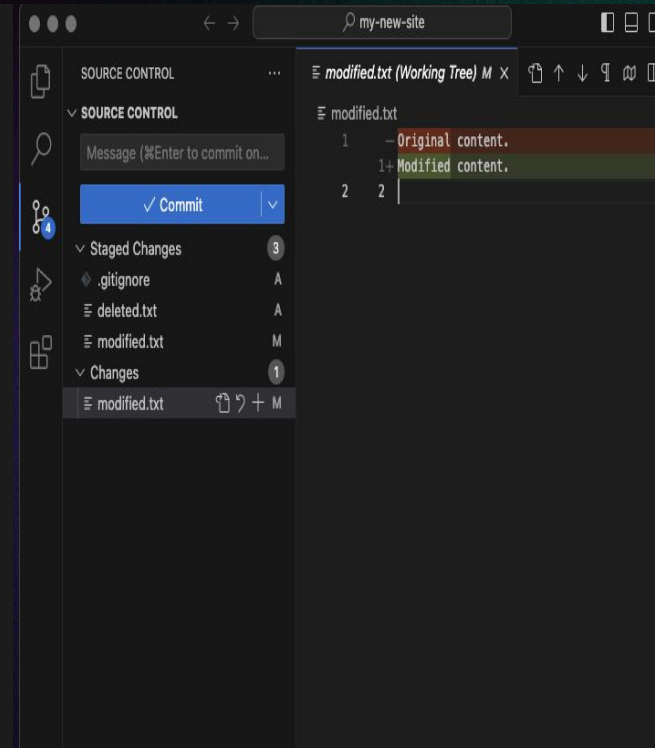 my-new-site
SOURCE CONTROL ...
SOURCE CONTROL
Message (⌘Enter to commit on...
✓ Commit
4
Staged Changes 3
.gitignore A
deleted.txt A
modified.txt M
Changes 1
modified.txt M
modified.txt (Working Tree) M
modified.txt
1 - Original content.
1+ Modified content.
2 2